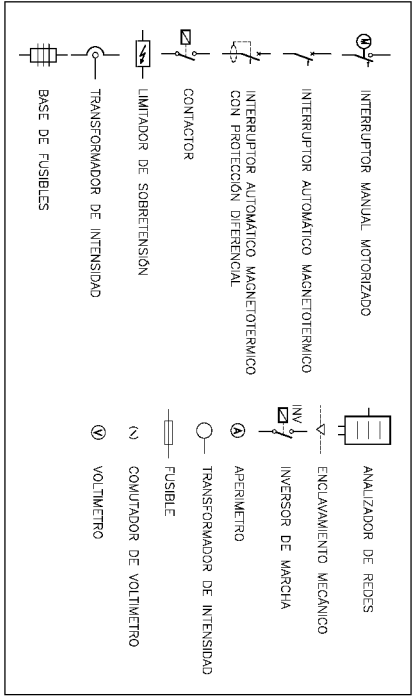 M
INTERRUPTOR MANUAL MOTORIZADO
INTERRUPTOR AUTOMÁTICO MAGNETOTERMICO
INTERRUPTOR AUTOMÁTICO MAGNETOTERMICO
CON PROTECCIÓN DIFERENCIAL
CONTACTOR
LIMITADOR DE SOBRETENSIÓN
TRANSFORMADOR DE INTENSIDAD
BASE DE FUSIBLES
ANALIZADOR DE REDES
ENCLAVAMIENTO MECÁNICO
INV
INVERSOR DE MARCHA
A
APERIMETRO
TRANSFORMADOR DE INTENSIDAD
FUSIBLE
COMUTADOR DE VOLTIMETRO
V
VOLTIMETRO